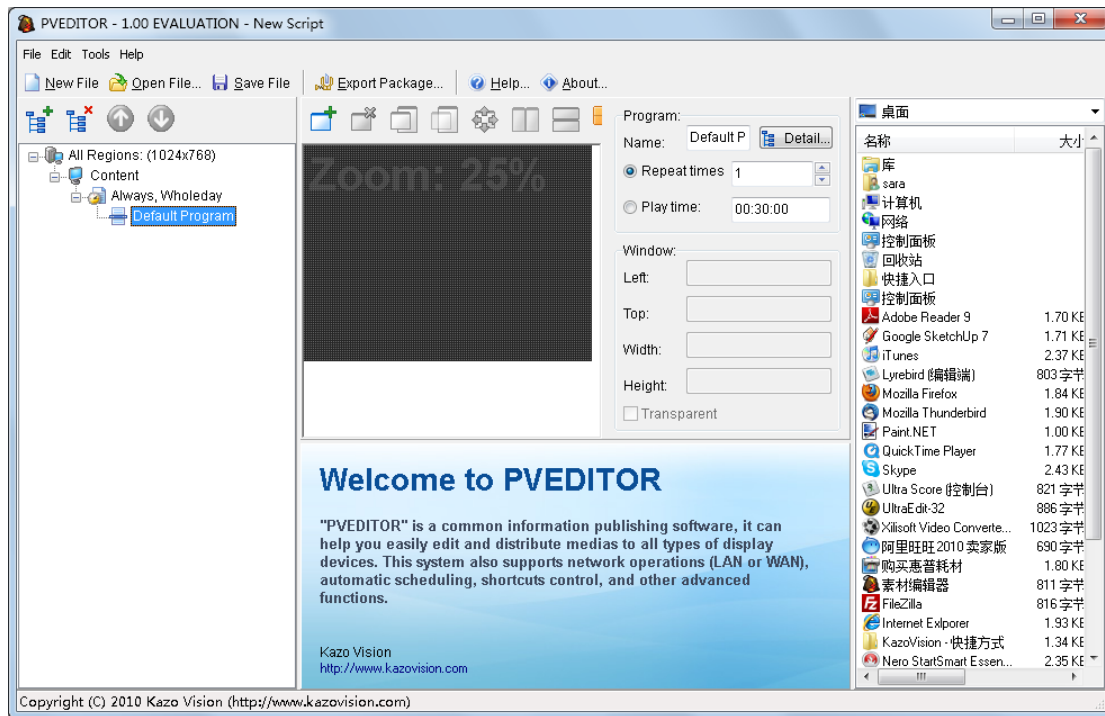 PVEDITOR - 1.00 EVALUATION - New Script
File Edit Tools Help
New File Open File... Save File Export Package... Help... About...
All Regions: (1024x768)
Content
Always, Wholeday
Default Program
Zoom: 25%
Program:
Name: Default P Detail...
Repeat times 1
Play time: 00:30:00
Window:
Left:
Top:
Width:
Height:
Transparent
Welcome to PVEDITOR
"PVEDITOR" is a common information publishing software, it can
help you easily edit and distribute medias to all types of display
devices. This system also supports network operations (LAN or WAN),
automatic scheduling, shortcuts control, and other advanced
functions.
Kazo Vision
http://www.kazovision.com
桌面
名称 大小
库
sara
计算机
网络
控制面板
回收站
快捷入口
控制面板
Adobe Reader 9 1.70 KB
Google SketchUp 7 1.71 KB
iTunes 2.37 KB
Lyrebird (编辑端) 803 字节
Mozilla Firefox 1.84 KB
Mozilla Thunderbird 1.90 KB
Paint.NET 1.00 KB
QuickTime Player 1.77 KB
Skype 2.43 KB
Ultra Score (控制台) 821 字节
UltraEdit-32 886 字节
Xilisoft Video Converte... 1023 字节
阿里旺旺2010 卖家版 690 字节
购买惠普耗材 1.80 KB
素材编辑器 811 字节
FileZilla 816 字节
Internet Exlporer 1.93 KB
KazoVision - 快捷方式 1.34 KB
Nero StartSmart Essen... 2.35 KB
Copyright (C) 2010 Kazo Vision (http://www.kazovision.com)